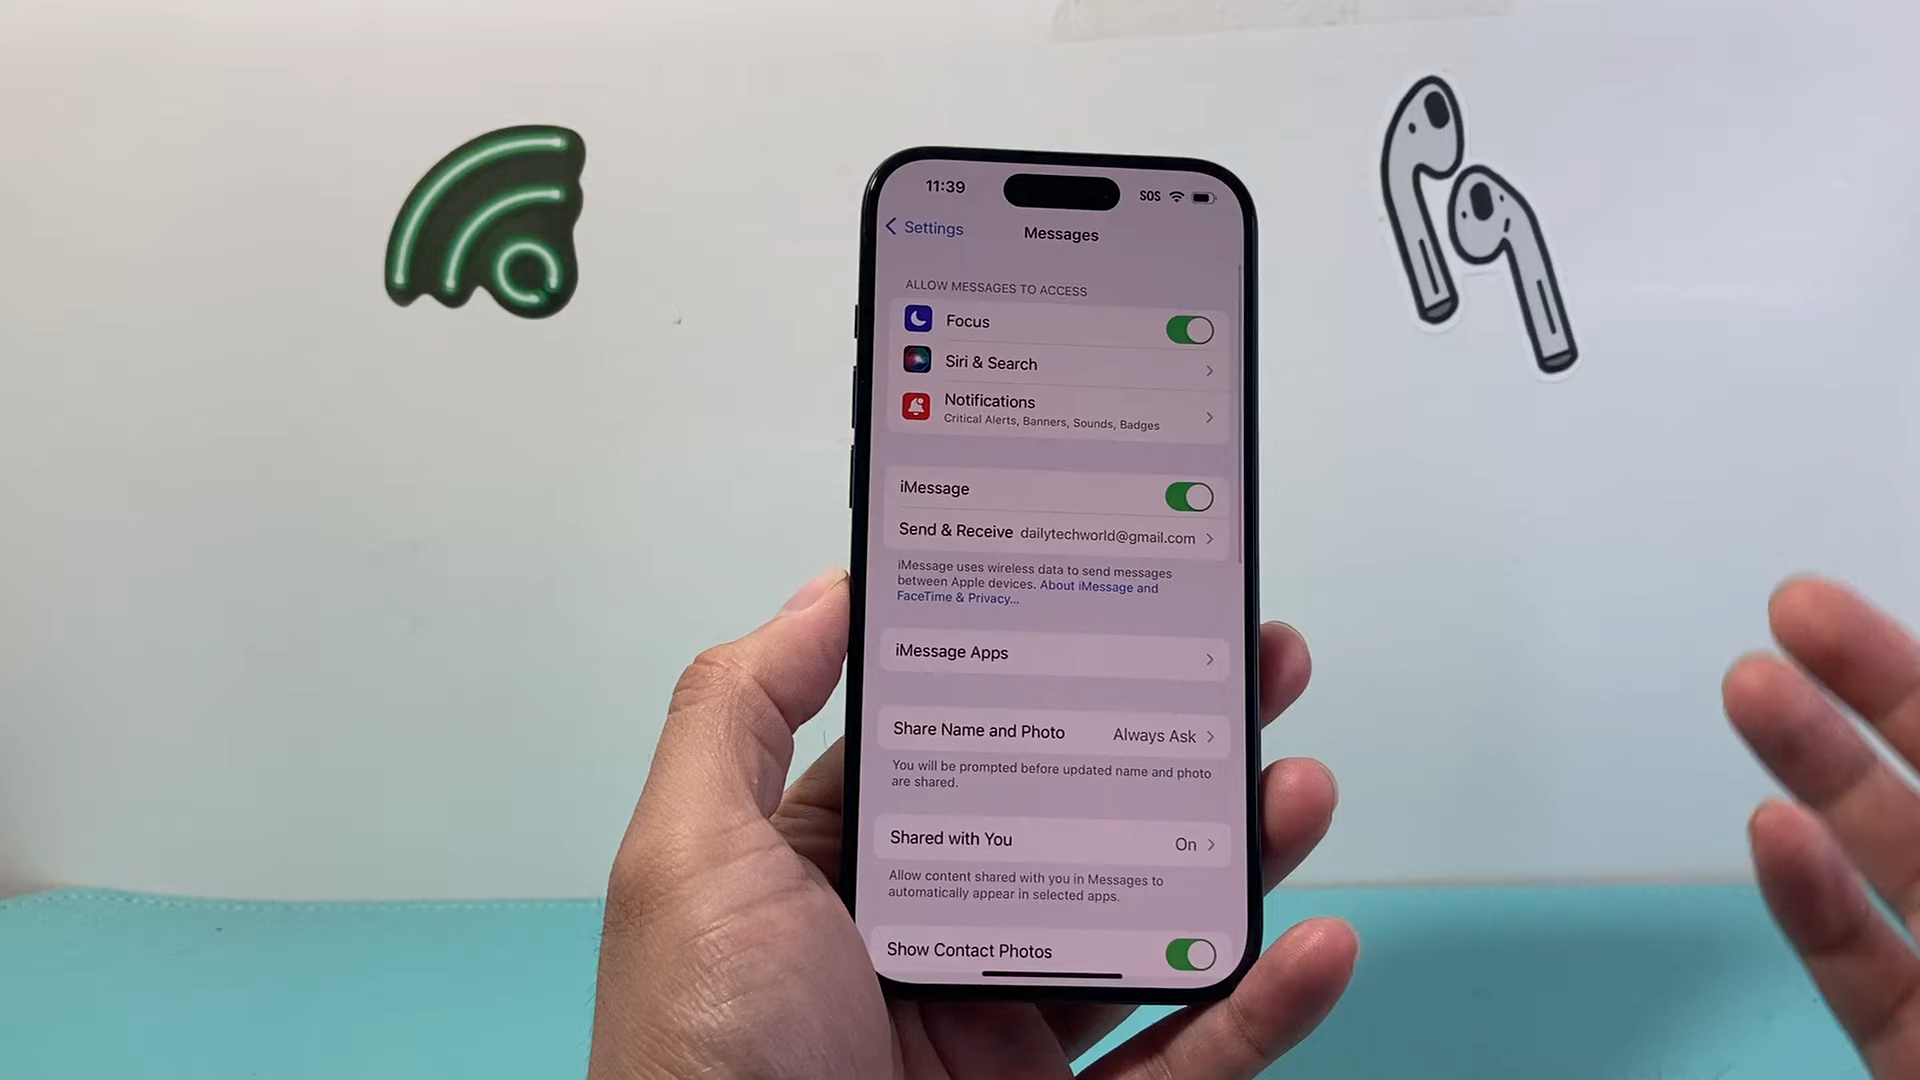 11:39
SOS
Settings
Messages
ALLOW MESSAGES TO ACCESS
Focus
Siri & Search
Notifications
Critical Alerts, Banners, Sounds, Badges
iMessage
Send & Receive dailytechworld@gmail.com
iMessage uses wireless data to send messages
between Apple devices. About iMessage and
FaceTime & Privacy...
iMessage Apps
Share Name and Photo Always Ask
You will be prompted before updated name and photo
are shared.
Shared with You On
Allow content shared with you in Messages to
automatically appear in selected apps.
Show Contact Photos